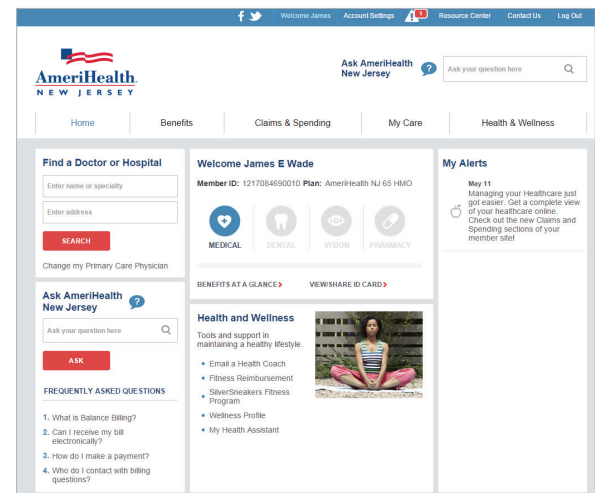 Welcome James Account Settings 1 Resource Center Contact Us Log Out
AmeriHealth.
NEW JERSEY
Ask AmeriHealth
New Jersey
?
Ask your question here
Home Benefits Claims & Spending My Care Health & Wellness
Find a Doctor or Hospital
Enter name or specialty
Enter address
SEARCH
Change my Primary Care Physician
Ask AmeriHealth
New Jersey
?
Ask your question here
ASK
FREQUENTLY ASKED QUESTIONS
1. What is Balance Billing?
2. Can I receive my bill
electronically?
3. How do I make a payment?
4. Who do I contact with billing
questions?
Welcome James E Wade
Member ID: 1217084690010 Plan: AmeriHealth NJ 65 HMO
MEDICAL DENTAL VISION PHARMACY
BENEFITS AT A GLANCE VIEW/SHARE ID CARD
Health and Wellness
Tools and support in
maintaining a healthy lifestyle.
• Email a Health Coach
• Fitness Reimbursement
• SilverSneakers Fitness
Program
• Wellness Profile
• My Health Assistant
My Alerts
May 11
Managing your Healthcare just
got easier. Get a complete view
of your healthcare online.
Check out the new Claims and
Spending sections of your
member site!